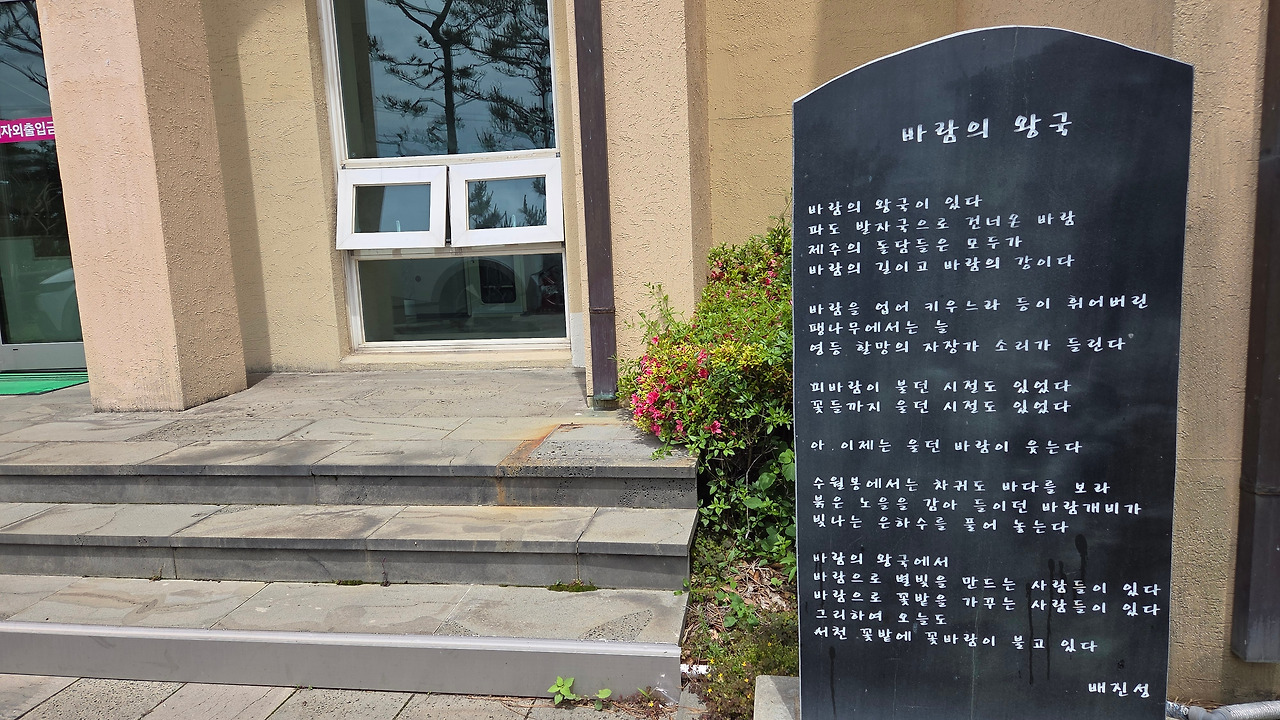 자외출입금
바람의 왕국
바람의 왕국이 있다
파도 발자국으로 건너온 바람
제주의 돌담들은 모두가
바람의 길이고 바람의 강이다
바람을 업어 키우느라 등이 휘어버린
팽나무에서는 늘
영등 할망의 자장가 소리가 들린다
피바람이 불던 시절도 있었다
꽃들까지 울던 시절도 있었다
아. 이제는 울던 바람이 웃는다
수월봉에서는 차귀도 바다를 보라
붉은 노을을 감아 들이던 바람개비가
빛나는 은하수를 풀어 놓는다
바람의 왕국에서
바람으로 별빛을 만드는 사람들이 있다
바람으로 꽃밭을 가꾸는 사람들이 있다
그리하여 오늘도
서천 꽃밭에 꽃바람이 불고 있다
배진성